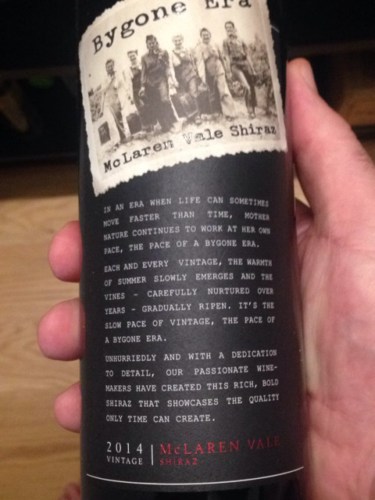 Bygone Era
McLaren Vale Shiraz
IN AN ERA WHEN LIFE CAN SOMETIMES
MOVE FASTER THAN TIME, MOTHER
NATURE CONTINUES TO WORK AT HER OWN
PACE, THE PACE OF A BYGONE ERA.
EACH AND EVERY VINTAGE, THE WARMTH
OF SUMMER SLOWLY EMERGES AND THE
VINES - CAREFULLY NURTURED OVER
YEARS - GRADUALLY RIPEN. IT'S THE
SLOW PACE OF VINTAGE, THE PACE OF
A BYGONE ERA.
UNHURRIEDLY AND WITH A DEDICATION
TO DETAIL, OUR PASSIONATE WINE-
MAKERS HAVE CREATED THIS RICH, BOLD
SHIRAZ THAT SHOWCASES THE QUALITY
ONLY TIME CAN CREATE.
2014 | McLAREN VALE
VINTAGE | SHIRAZ